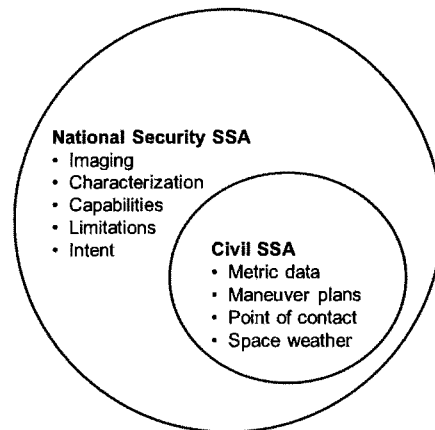 National Security SSA
• Imaging
• Characterization
• Capabilities
• Limitations
• Intent
Civil SSA
• Metric data
• Maneuver plans
• Point of contact
• Space weather